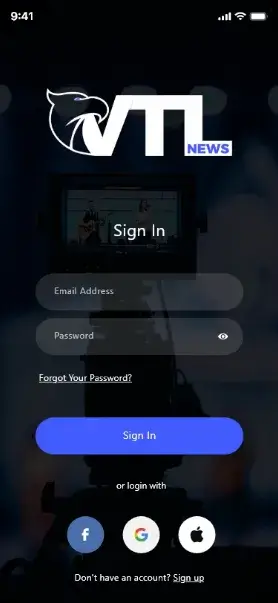 9:41
VTL
NEWS
Sign In
Email Address
Password
Forgot Your Password?
Sign In
or login with
f
G
Don't have an account? Sign up